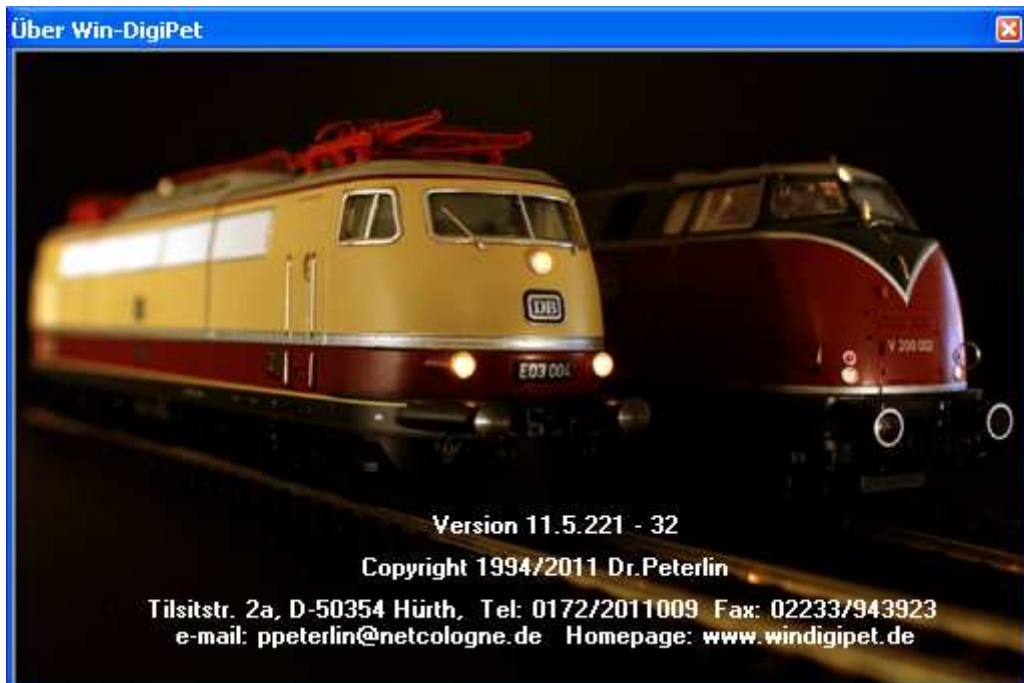 Über Win-DigiPet
DB
E03 004
V 200 002
Version 11.5.221 - 32
Copyright 1994/2011 Dr.Peterlin
Tilsitstr. 2a, D-50354 Hürth, Tel: 0172/2011009 Fax: 02233/943923
e-mail: ppeterlin@netcologne.de Homepage: www.windigipet.de